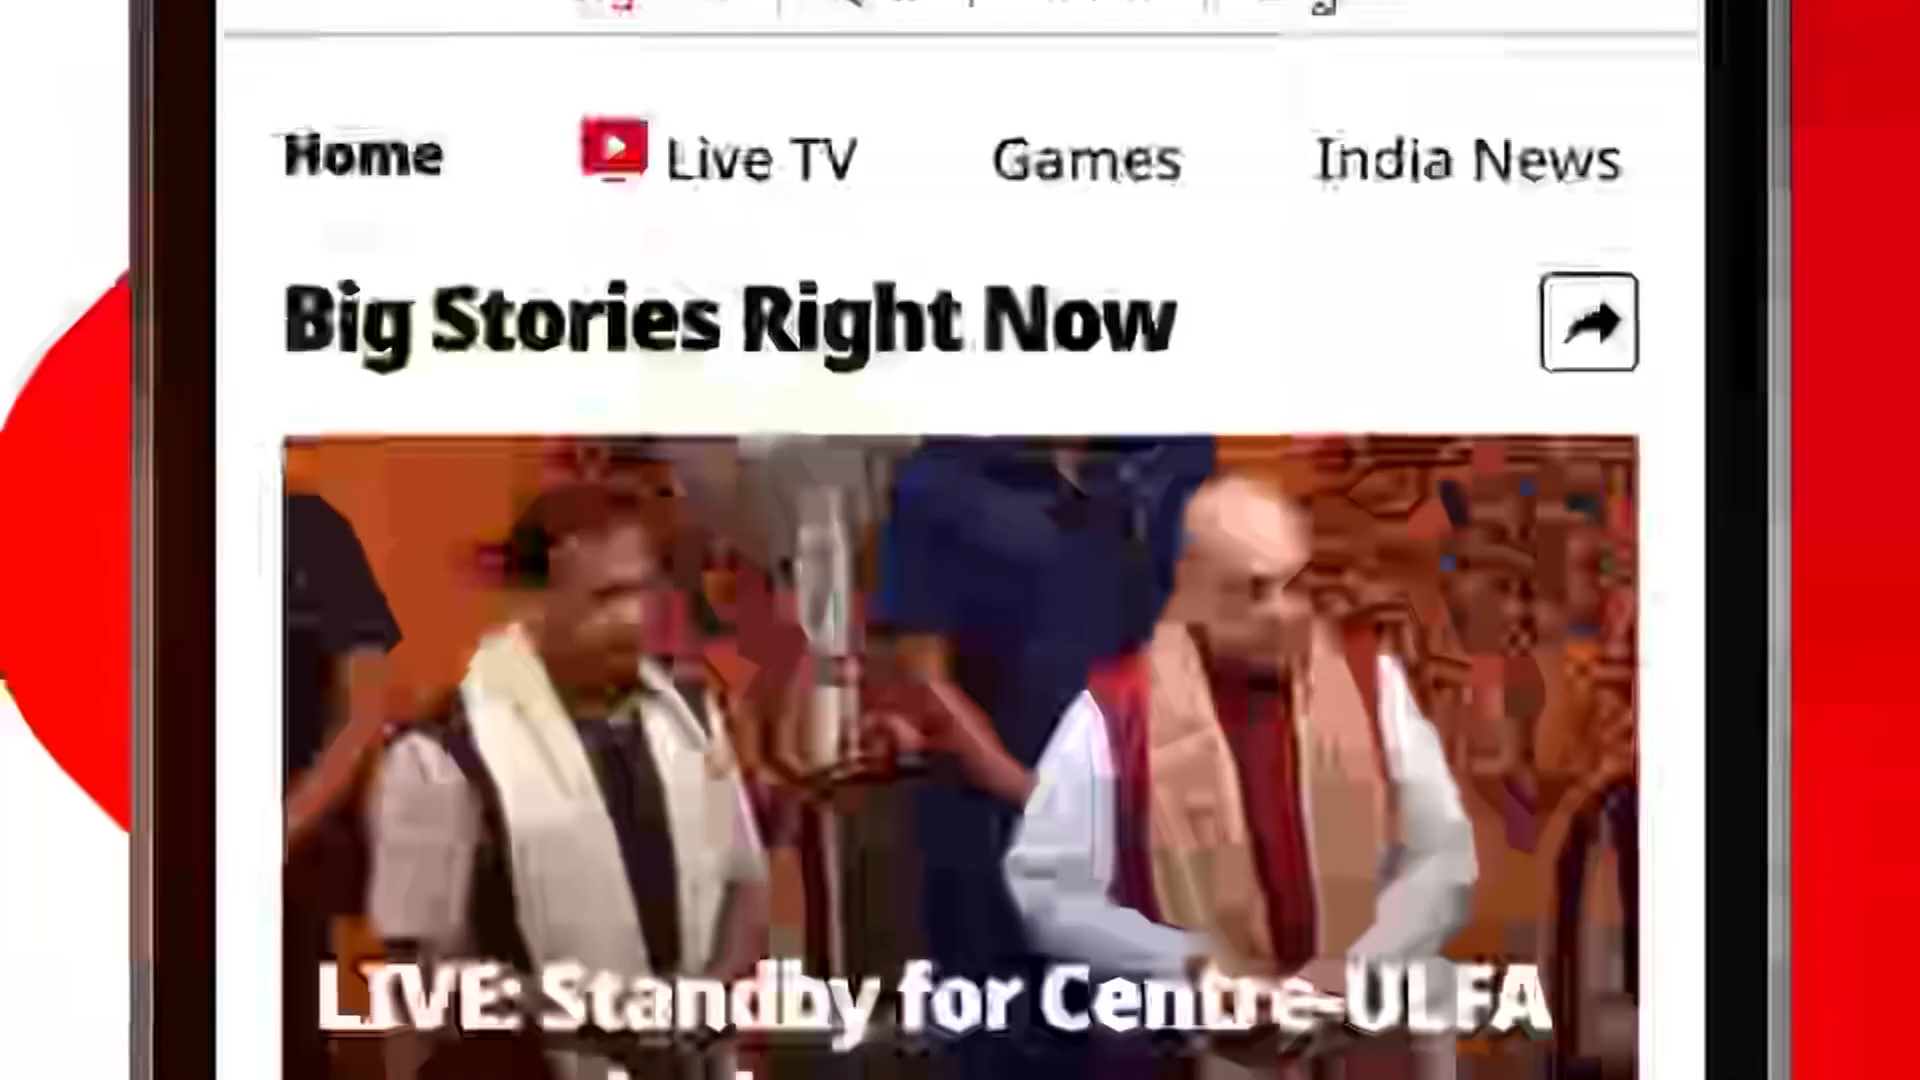 Home Live TV Games India News
Big Stories Right Now
LIVE: Standby for Centre-ULFA